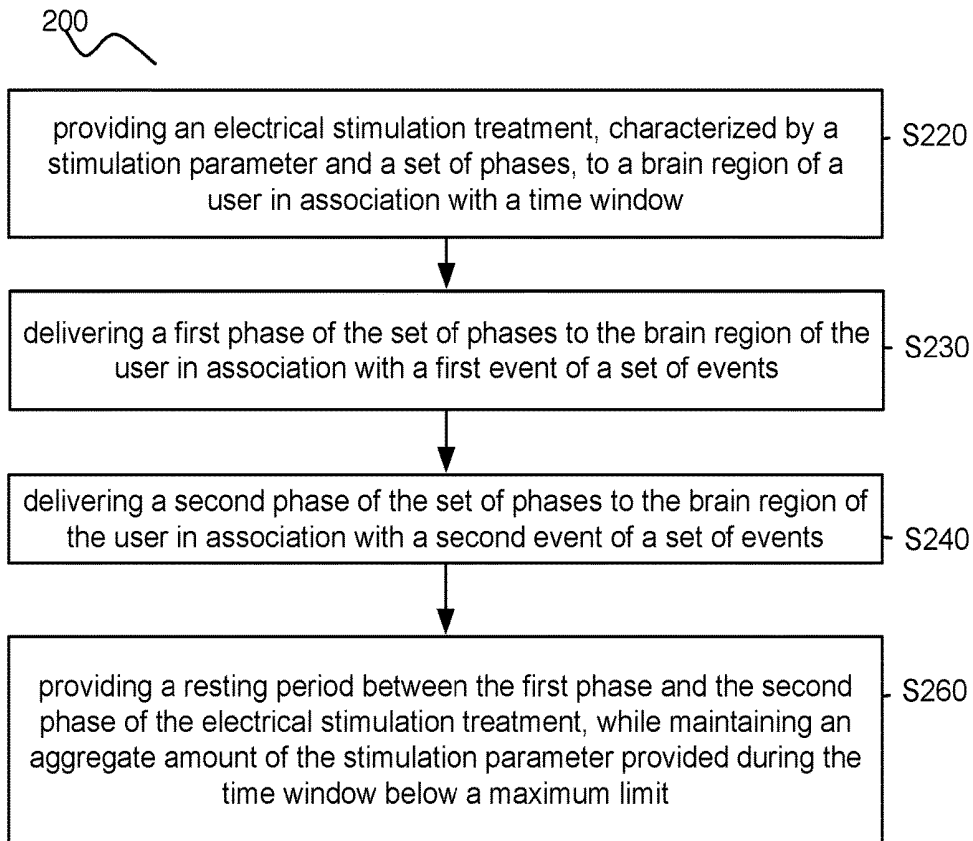 200
providing an electrical stimulation treatment, characterized by a
stimulation parameter and a set of phases, to a brain region of a
user in association with a time window
S220
delivering a first phase of the set of phases to the brain region of the
user in association with a first event of a set of events
S230
delivering a second phase of the set of phases to the brain region of
the user in association with a second event of a set of events
S240
providing a resting period between the first phase and the second
phase of the electrical stimulation treatment, while maintaining an
aggregate amount of the stimulation parameter provided during the
time window below a maximum limit
S260